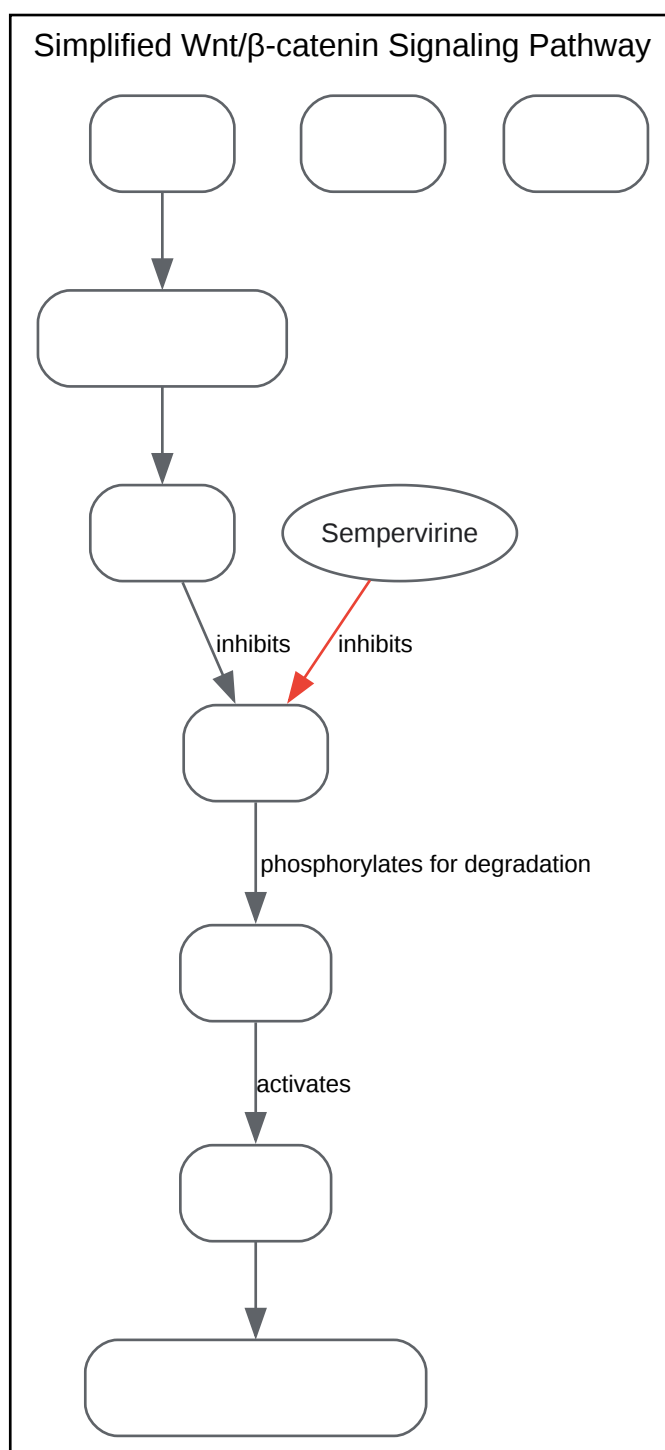 Simplified Wnt/β-catenin Signaling Pathway
Sempervirine
inhibits
inhibits
phosphorylates for degradation
activates